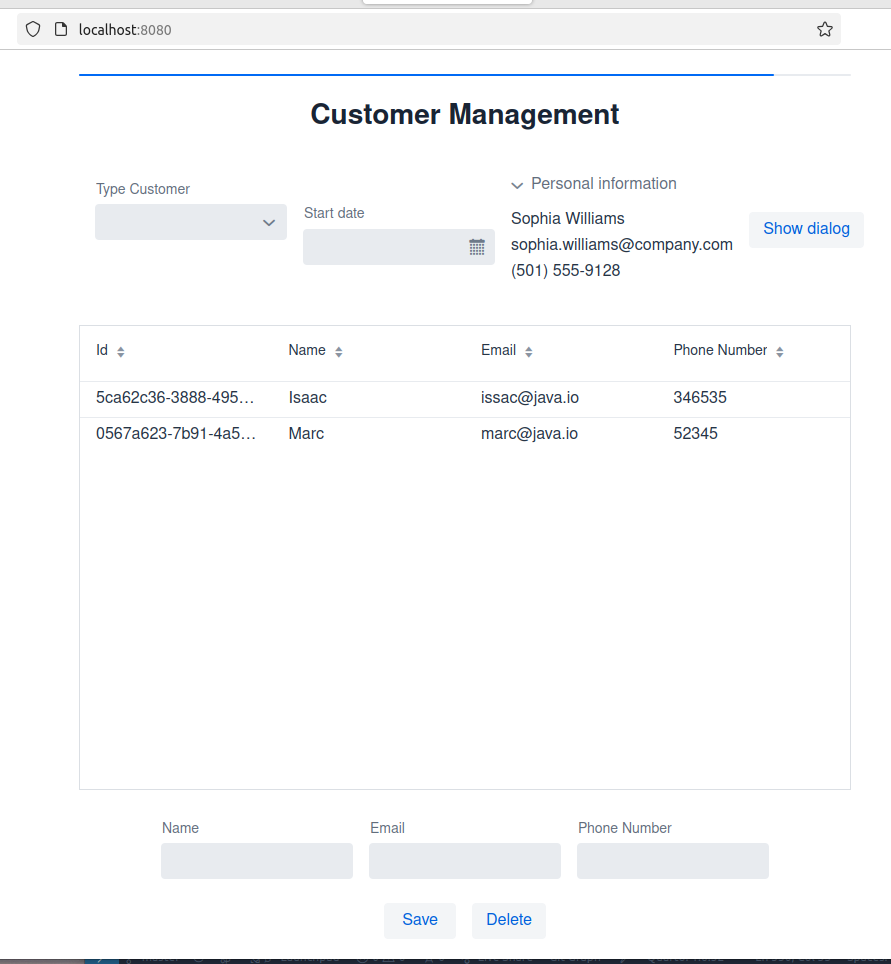 localhost:8080
Customer Management
Type Customer
Start date
Personal information
Sophia Williams
sophia.williams@company.com
(501) 555-9128
Show dialog
Id Name Email Phone Number
5ca62c36-3888-495… Isaac issac@java.io 346535
0567a623-7b91-4a5… Marc marc@java.io 52345
Name Email Phone Number
Save Delete